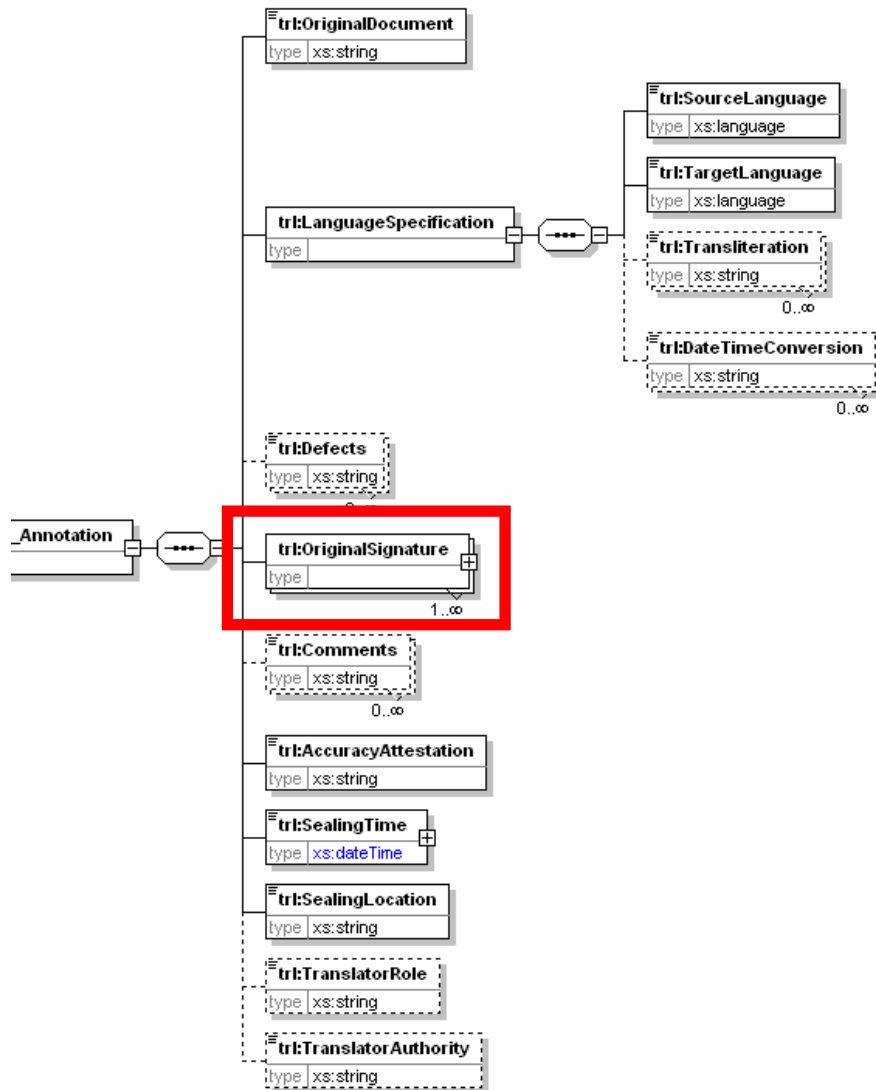 trl:OriginalDocument
type xs:string
trl:SourceLanguage
type xs:language
trl:TargetLanguage
type xs:language
trl:LanguageSpecification
type
trl:Transliteration
type xs:string
0..∞
trl:DateTimeConversion
type xs:string
0..∞
trl:Defects
type xs:string
_Annotation
trl:OriginalSignature
type
1..∞
trl:Comments
type xs:string
0..∞
trl:AccuracyAttestation
type xs:string
trl:SealingTime
type xs:dateTime
trl:SealingLocation
type xs:string
trl:TranslatorRole
type xs:string
trl:TranslatorAuthority
type xs:string